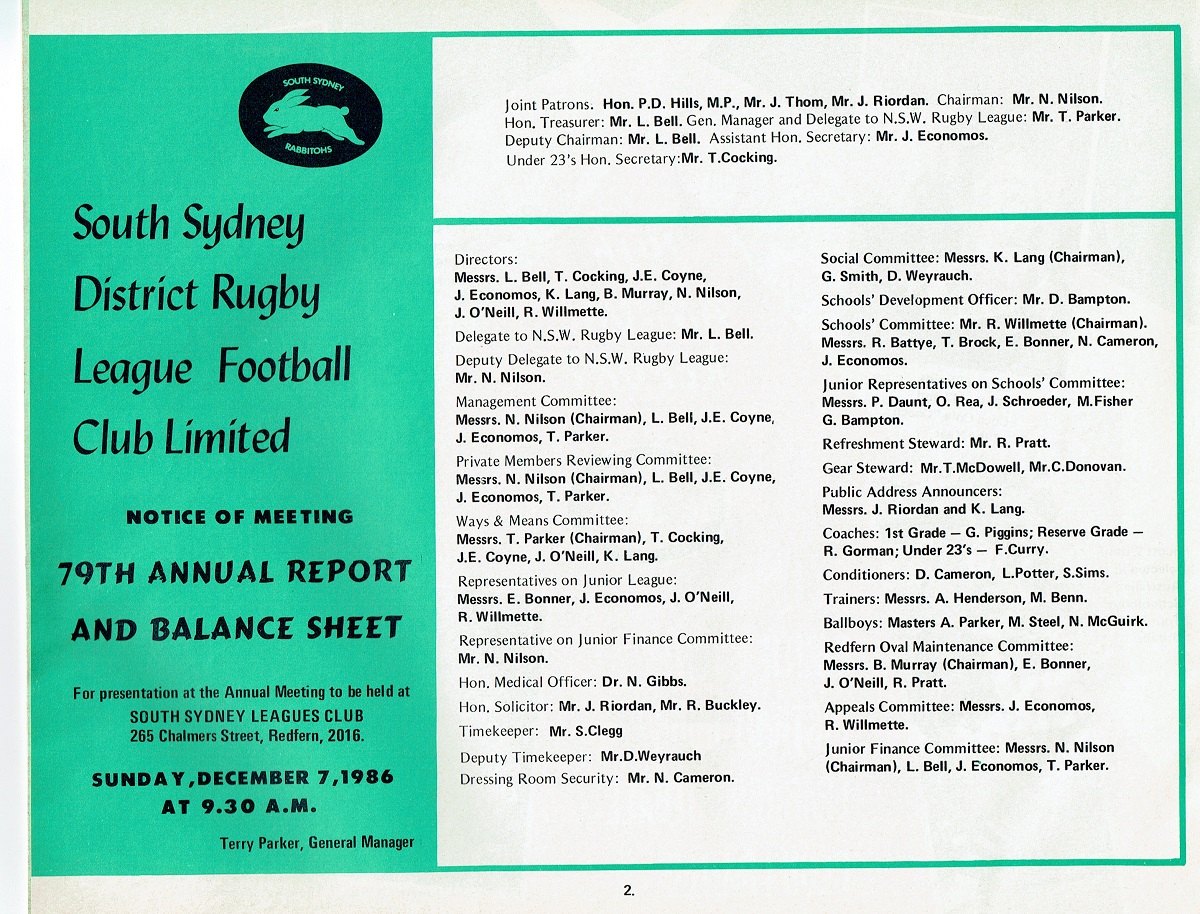 SOUTH SYDNEY
RABBITOHS
South Sydney
District Rugby
League Football
Club Limited
NOTICE OF MEETING
79TH ANNUAL REPORT
AND BALANCE SHEET
For presentation at the Annual Meeting to be held at
SOUTH SYDNEY LEAGUES CLUB
265 Chalmers Street, Redfern, 2016.
SUNDAY,DECEMBER 7,1986
AT 9.30 A.M.
Terry Parker, General Manager
Joint Patrons. Hon. P.D. Hills, M.P., Mr. J. Thom, Mr. J. Riordan. Chairman: Mr. N. Nilson.
Hon. Treasurer: Mr. L. Bell. Gen. Manager and Delegate to N.S.W. Rugby League: Mr. T. Parker.
Deputy Chairman: Mr. L. Bell. Assistant Hon. Secretary: Mr. J. Economos.
Under 23's Hon. Secretary:Mr. T.Cocking.
Directors:
Messrs. L. Bell, T. Cocking, J.E. Coyne,
J. Economos, K. Lang, B. Murray, N. Nilson,
J. O'Neill, R. Willmette.
Delegate to N.S.W. Rugby League: Mr. L. Bell.
Deputy Delegate to N.S.W. Rugby League:
Mr. N. Nilson.
Management Committee:
Messrs. N. Nilson (Chairman), L. Bell, J.E. Coyne,
J. Economos, T. Parker.
Private Members Reviewing Committee:
Messrs. N. Nilson (Chairman), L. Bell, J.E. Coyne,
J. Economos, T. Parker.
Ways & Means Committee:
Messrs. T. Parker (Chairman), T. Cocking,
J.E. Coyne, J. O'Neill, K. Lang.
Representatives on Junior League:
Messrs. E. Bonner, J. Economos, J. O'Neill,
R. Willmette.
Representative on Junior Finance Committee:
Mr. N. Nilson.
Hon. Medical Officer: Dr. N. Gibbs.
Hon. Solicitor: Mr. J. Riordan, Mr. R. Buckley.
Timekeeper: Mr. S.Clegg
Deputy Timekeeper: Mr.D.Weyrauch
Dressing Room Security: Mr. N. Cameron.
Social Committee: Messrs. K. Lang (Chairman),
G. Smith, D. Weyrauch.
Schools' Development Officer: Mr. D. Bampton.
Schools' Committee: Mr. R. Willmette (Chairman).
Messrs. R. Battye, T. Brock, E. Bonner, N. Cameron,
J. Economos.
Junior Representatives on Schools' Committee:
Messrs. P. Daunt, O. Rea, J. Schroeder, M.Fisher
G. Bampton.
Refreshment Steward: Mr. R. Pratt.
Gear Steward: Mr.T.McDowell, Mr.C.Donovan.
Public Address Announcers:
Messrs. J. Riordan and K. Lang.
Coaches: 1st Grade — G. Piggins; Reserve Grade —
R. Gorman; Under 23's — F.Curry.
Conditioners: D. Cameron, L.Potter, S.Sims.
Trainers: Messrs. A. Henderson, M. Benn.
Ballboys: Masters A. Parker, M. Steel, N. McGuirk.
Redfern Oval Maintenance Committee:
Messrs. B. Murray (Chairman), E. Bonner,
J. O'Neill, R. Pratt.
Appeals Committee: Messrs. J. Economos,
R. Willmette.
Junior Finance Committee: Messrs. N. Nilson
(Chairman), L. Bell, J. Economos, T. Parker.
2.